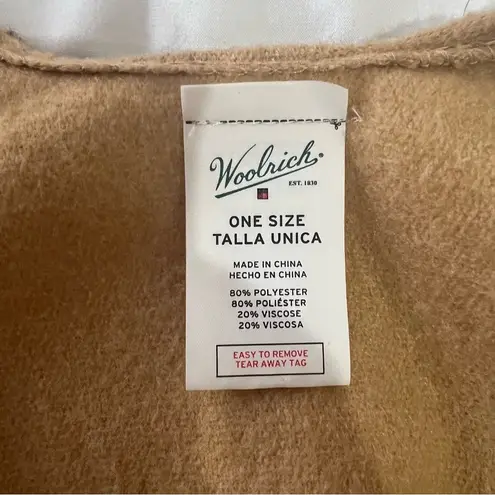 Woolrich®
EST. 1830
ONE SIZE
TALLA UNICA
MADE IN CHINA
HECHO EN CHINA
80% POLYESTER
80% POLIÉSTER
20% VISCOSE
20% VISCOSA
EASY TO REMOVE
TEAR AWAY TAG